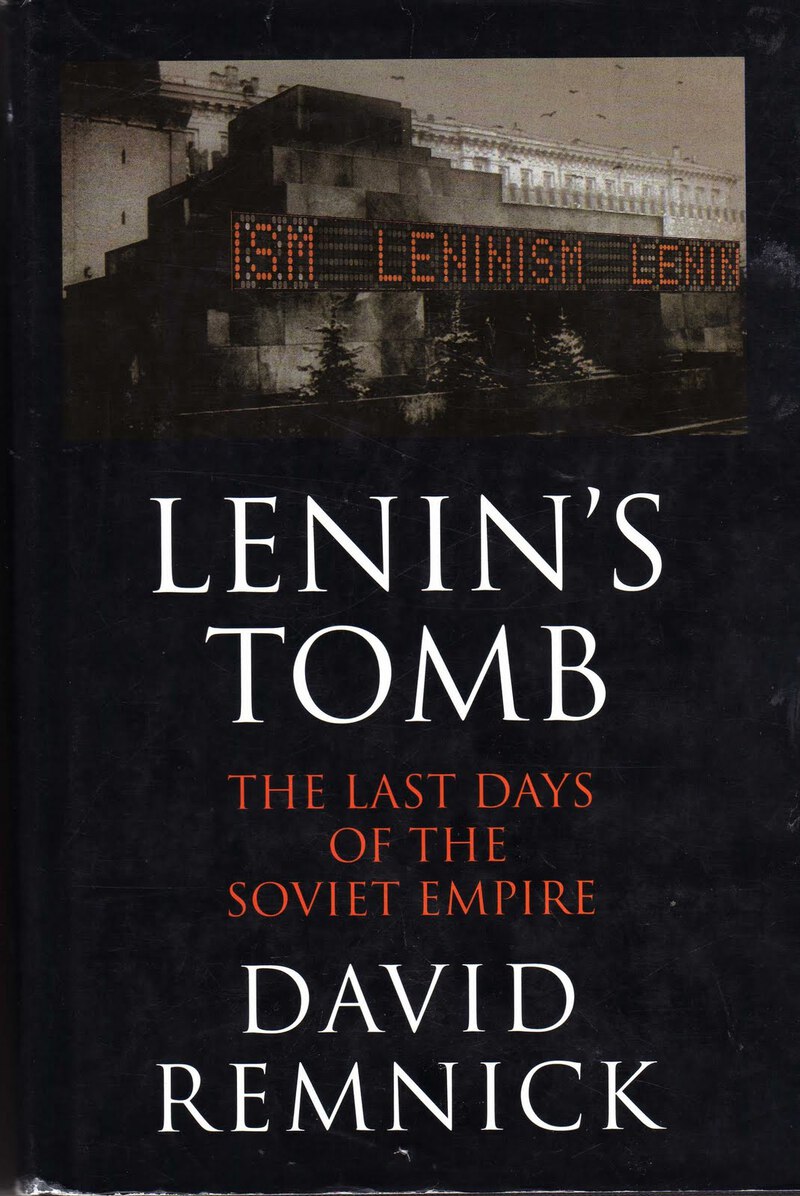 ISM LENINISM LENIN
LENIN'S
TOMB
THE LAST DAYS
OF THE
SOVIET EMPIRE
DAVID
REMNICK